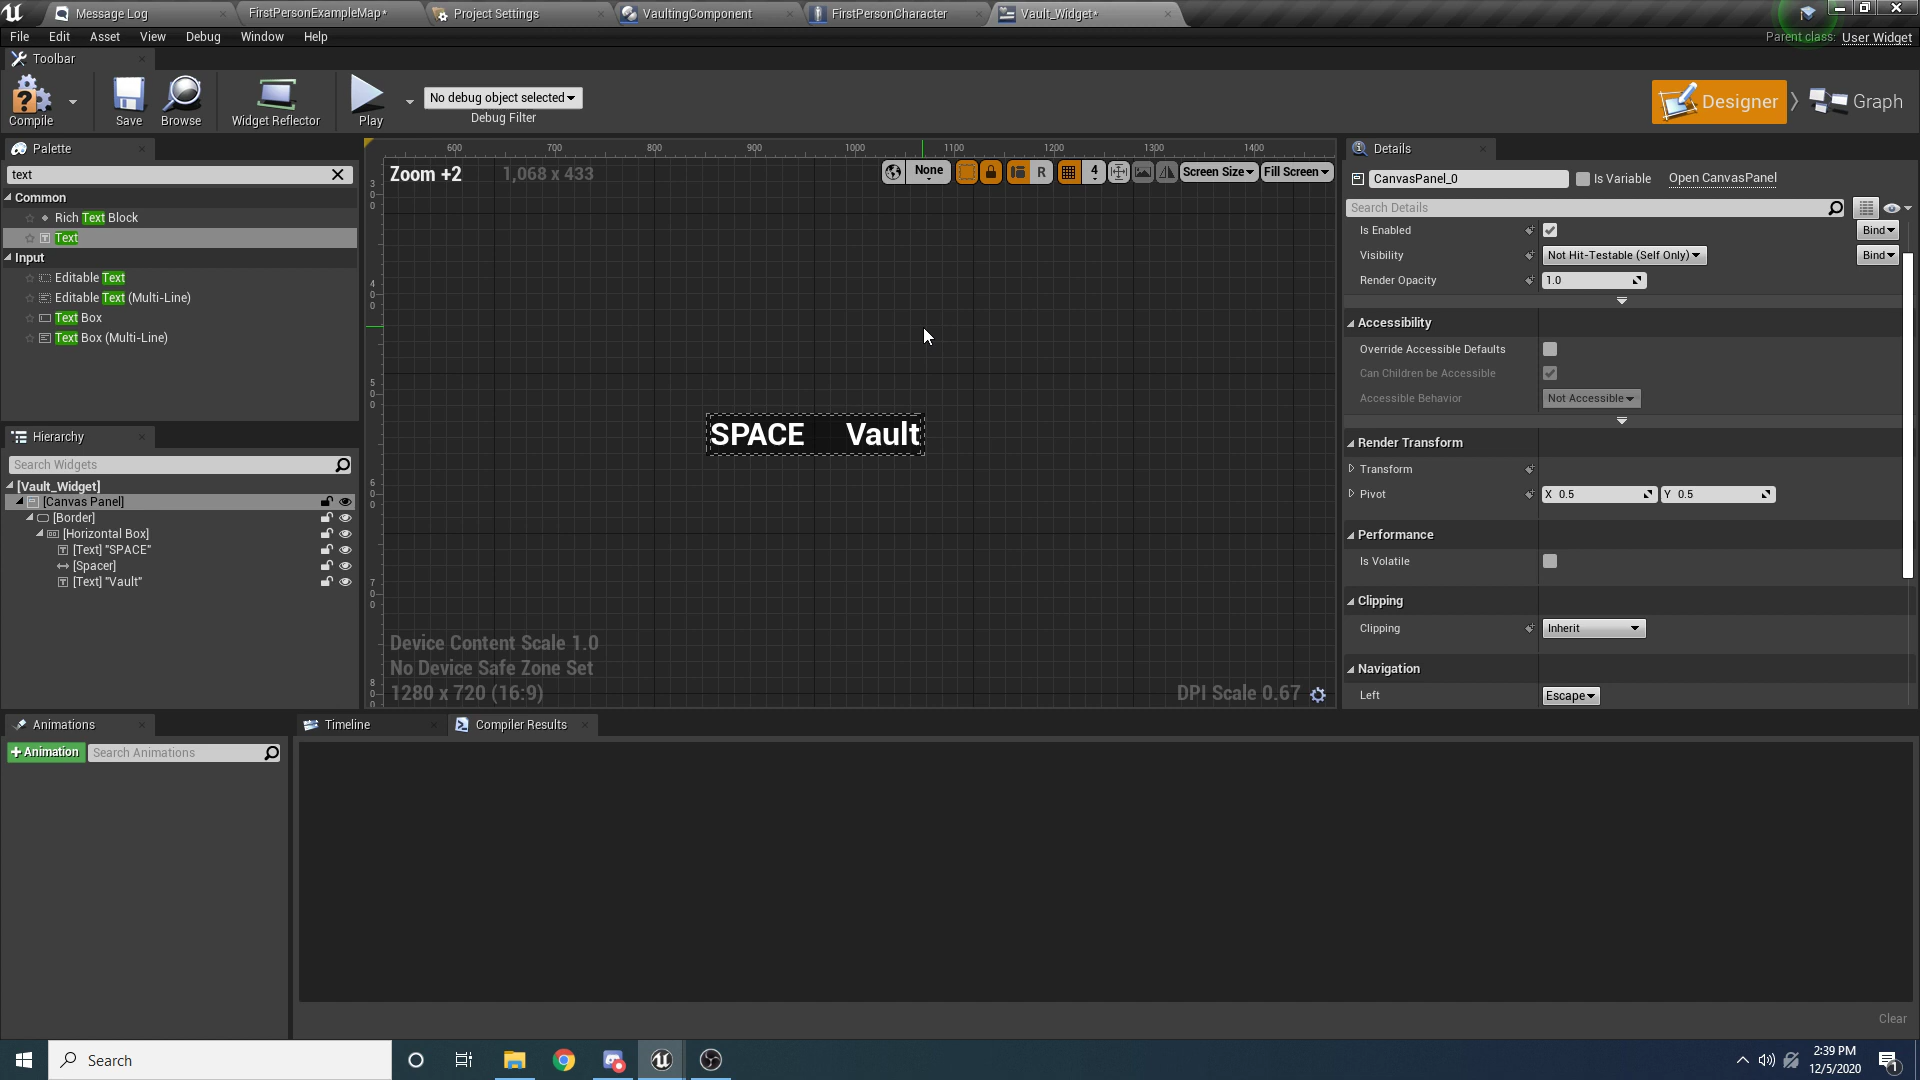 Message Log
FirstPersonExampleMap*
Project Settings
VaultingComponent
FirstPersonCharacter
Vault_Widget*
File
Edit
Asset
View
Debug
Window
Help
Parent class: User Widget
Toolbar
Compile
Save
Browse
Widget Reflector
Play
No debug object selected
Debug Filter
Designer
Graph
Palette
text
Common
Rich Text Block
Text
Input
Editable Text
Editable Text (Multi-Line)
Text Box
Text Box (Multi-Line)
Hierarchy
Search Widgets
[Vault_Widget]
[Canvas Panel]
[Border]
[Horizontal Box]
[Text] "SPACE"
[Spacer]
[Text] "Vault"
600 700 800 900 1000 1100 1200 1300 1400
300
400
500
600
700
80
Zoom +2
1,068 x 433
None
R
4
Screen Size
Fill Screen
SPACE Vault
Device Content Scale 1.0
No Device Safe Zone Set
1280 x 720 (16:9)
DPI Scale 0.67
Details
CanvasPanel_0
Is Variable
Open CanvasPanel
Search Details
Is Enabled
Bind
Visibility
Not Hit-Testable (Self Only)
Bind
Render Opacity
1.0
Accessibility
Override Accessible Defaults
Can Children be Accessible
Accessible Behavior
Not Accessible
Render Transform
Transform
Pivot
X 0.5
Y 0.5
Performance
Is Volatile
Clipping
Clipping
Inherit
Navigation
Left
Escape
Animations
+Animation
Search Animations
Timeline
Compiler Results
Clear
Search
2:39 PM
12/5/2020
1